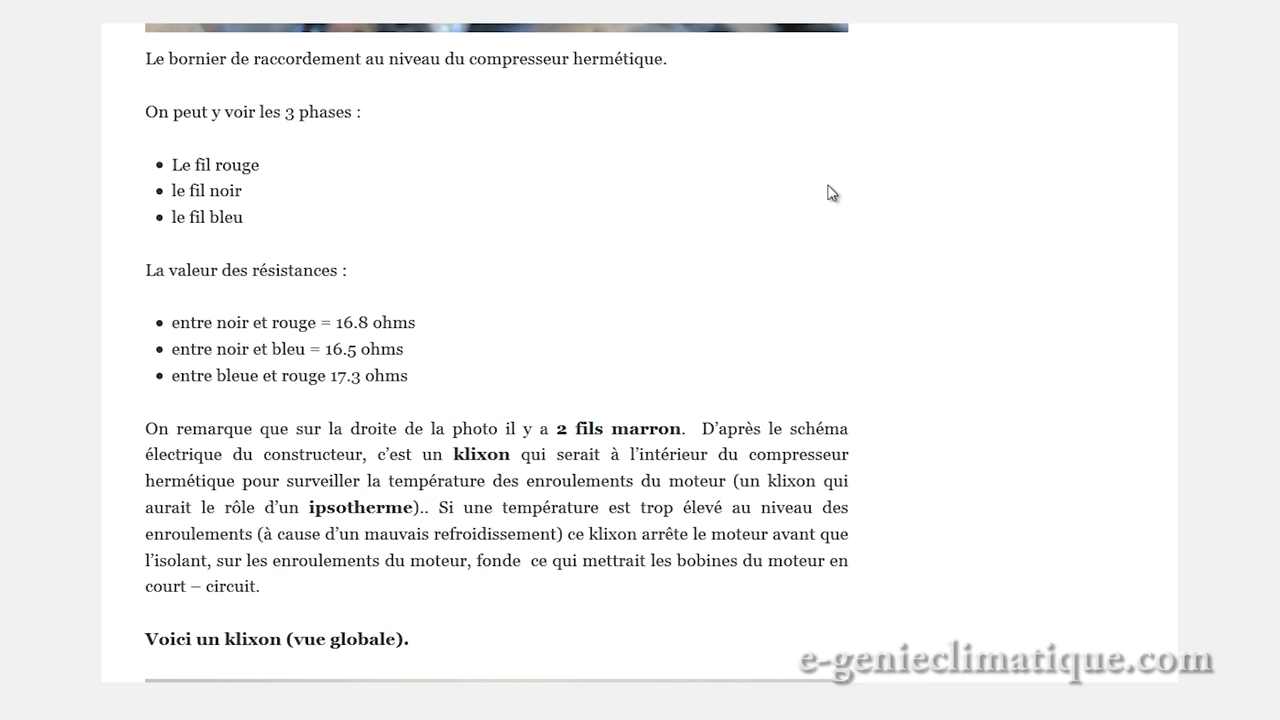 Le bornier de raccordement au niveau du compresseur hermétique.
On peut y voir les 3 phases :
• Le fil rouge
• le fil noir
• le fil bleu
La valeur des résistances :
• entre noir et rouge = 16.8 ohms
• entre noir et bleu = 16.5 ohms
• entre bleue et rouge 17.3 ohms
On remarque que sur la droite de la photo il y a 2 fils marron. D’après le schéma
électrique du constructeur, c’est un klixon qui serait à l’intérieur du compresseur
hermétique pour surveiller la température des enroulements du moteur (un klixon qui
aurait le rôle d’un ipsotherme).. Si une température est trop élevé au niveau des
enroulements (à cause d’un mauvais refroidissement) ce klixon arrête le moteur avant que
l’isolant, sur les enroulements du moteur, fonde ce qui mettrait les bobines du moteur en
court – circuit.
Voici un klixon (vue globale).
e-genieclimatique.com